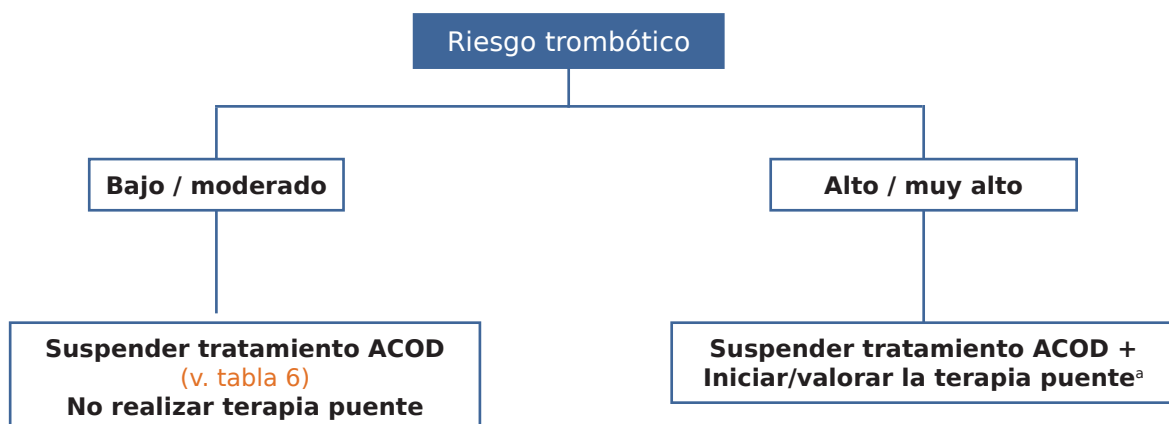 Riesgo trombótico
Bajo / moderado
Alto / muy alto
Suspender tratamiento ACOD
(v. tabla 6)
No realizar terapia puente
Suspender tratamiento ACOD +
Iniciar/valorar la terapia puenteᵃ